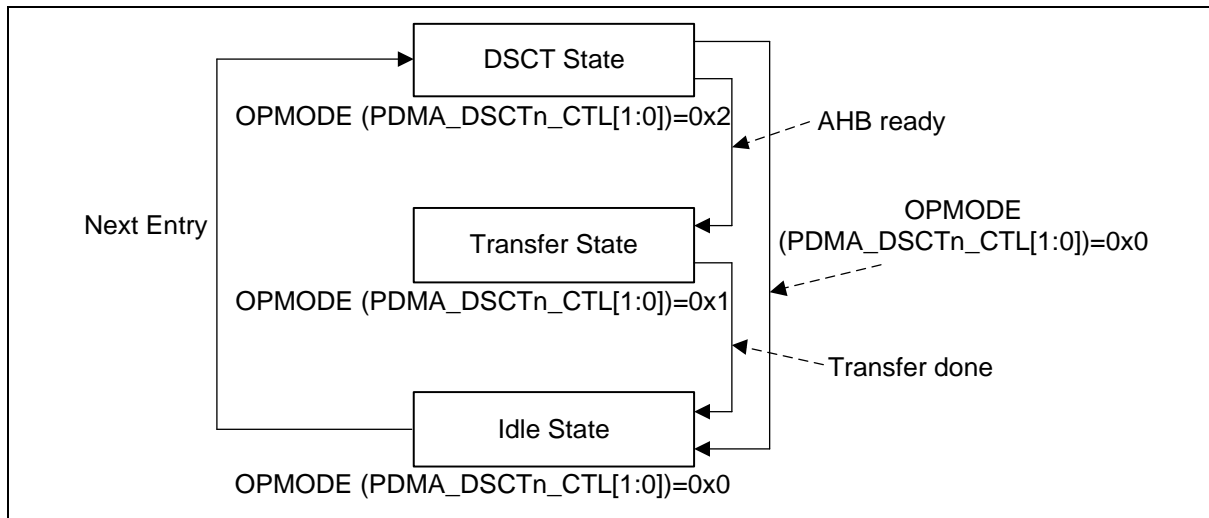 DSCT State
OPMODE (PDMA_DSCTn_CTL[1:0])=0x2
AHB ready
Next Entry
OPMODE
(PDMA_DSCTn_CTL[1:0])=0x0
Transfer State
OPMODE (PDMA_DSCTn_CTL[1:0])=0x1
Transfer done
Idle State
OPMODE (PDMA_DSCTn_CTL[1:0])=0x0